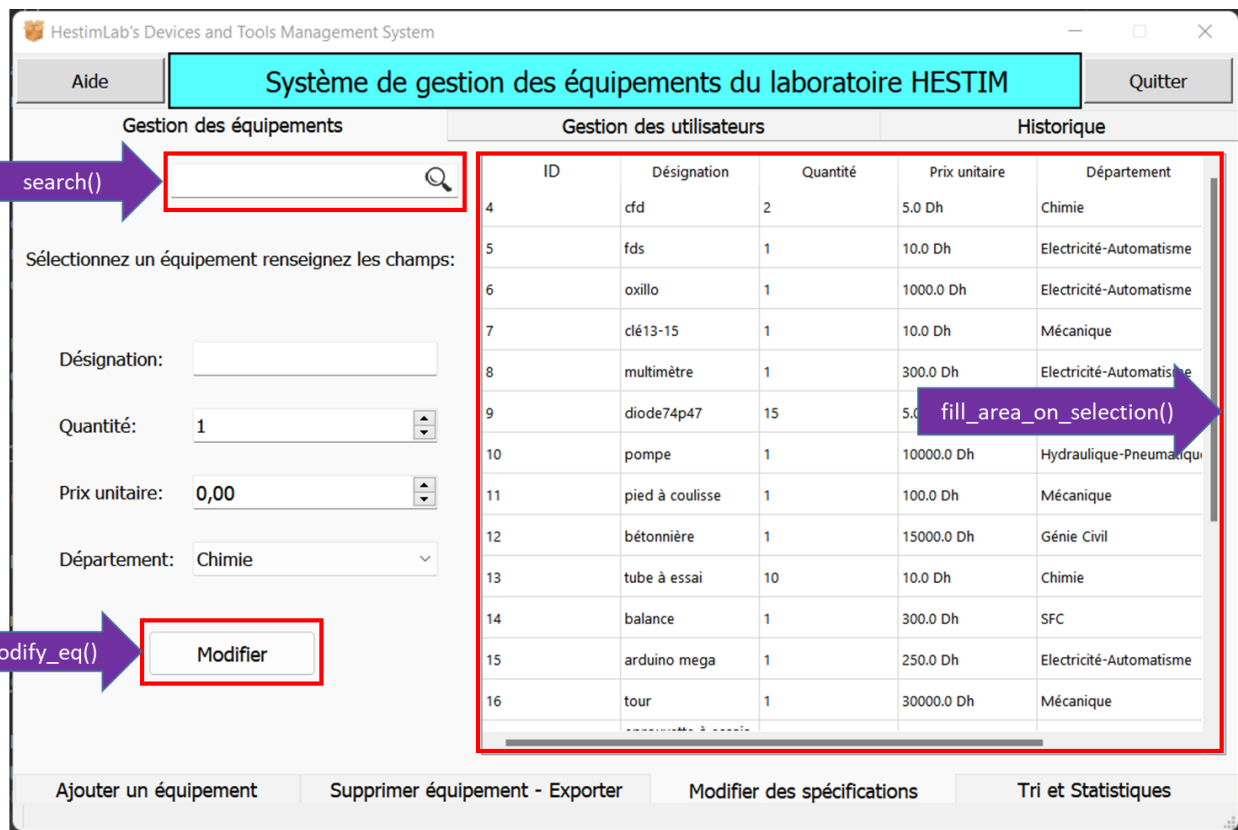 HestimLab's Devices and Tools Management System
Aide
Système de gestion des équipements du laboratoire HESTIM
Quitter
Gestion des équipements
Gestion des utilisateurs
Historique
search()
Sélectionnez un équipement renseignez les champs:
Désignation:
Quantité: 1
Prix unitaire: 0,00
Département: Chimie
odify_eq()
Modifier
ID Désignation Quantité Prix unitaire Département
4 cfd 2 5.0 Dh Chimie
5 fds 1 10.0 Dh Electricité-Automatisme
6 oxillo 1 1000.0 Dh Electricité-Automatisme
7 clé13-15 1 10.0 Dh Mécanique
8 multimètre 1 300.0 Dh Electricité-Automatisme
9 diode74p47 15 5.0
fill_area_on_selection()
10 pompe 1 10000.0 Dh Hydraulique-Pneumatiqu
11 pied à coulisse 1 100.0 Dh Mécanique
12 bétonnière 1 15000.0 Dh Génie Civil
13 tube à essai 10 10.0 Dh Chimie
14 balance 1 300.0 Dh SFC
15 arduino mega 1 250.0 Dh Electricité-Automatisme
16 tour 1 30000.0 Dh Mécanique
Ajouter un équipement
Supprimer équipement - Exporter
Modifier des spécifications
Tri et Statistiques